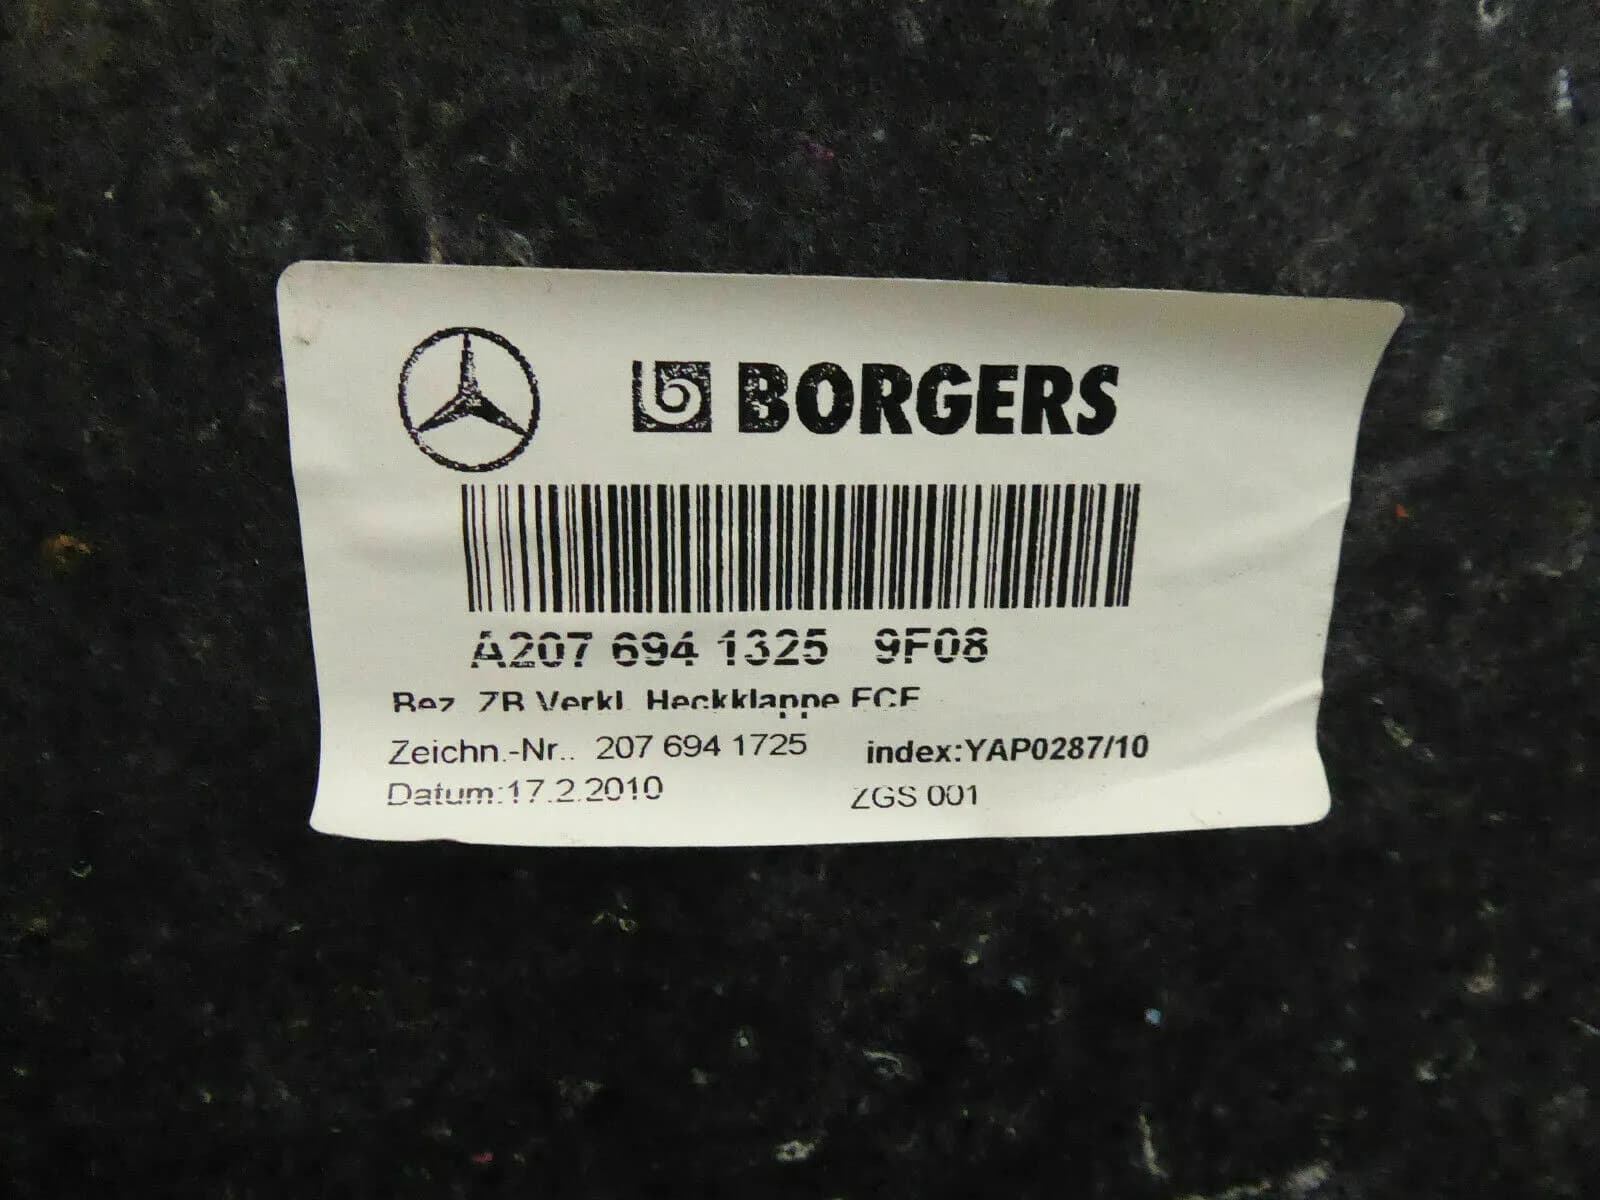 BORGERS
A207 694 1325 9F08
Bez. ZB Verkl. Heckklappe ECE
Zeichn.-Nr.: 207 694 1725 index:YAP0287/10
Datum:17.2.2010 ZGS 001